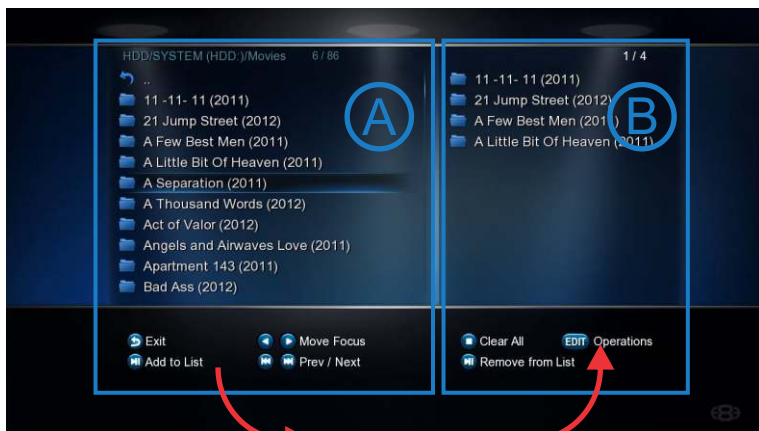 HDD/SYSTEM (HDD:)/Movies 6 / 86
..
11 -11- 11 (2011)
21 Jump Street (2012)
A Few Best Men (2011)
A Little Bit Of Heaven (2011)
A Separation (2011)
A Thousand Words (2012)
Act of Valor (2012)
Angels and Airwaves Love (2011)
Apartment 143 (2011)
Bad Ass (2012)
A
Exit
Move Focus
Add to List
Prev / Next
1 / 4
11 -11- 11 (2011)
21 Jump Street (2012)
A Few Best Men (2011)
A Little Bit Of Heaven (2011)
B
Clear All
EDIT Operations
Remove from List